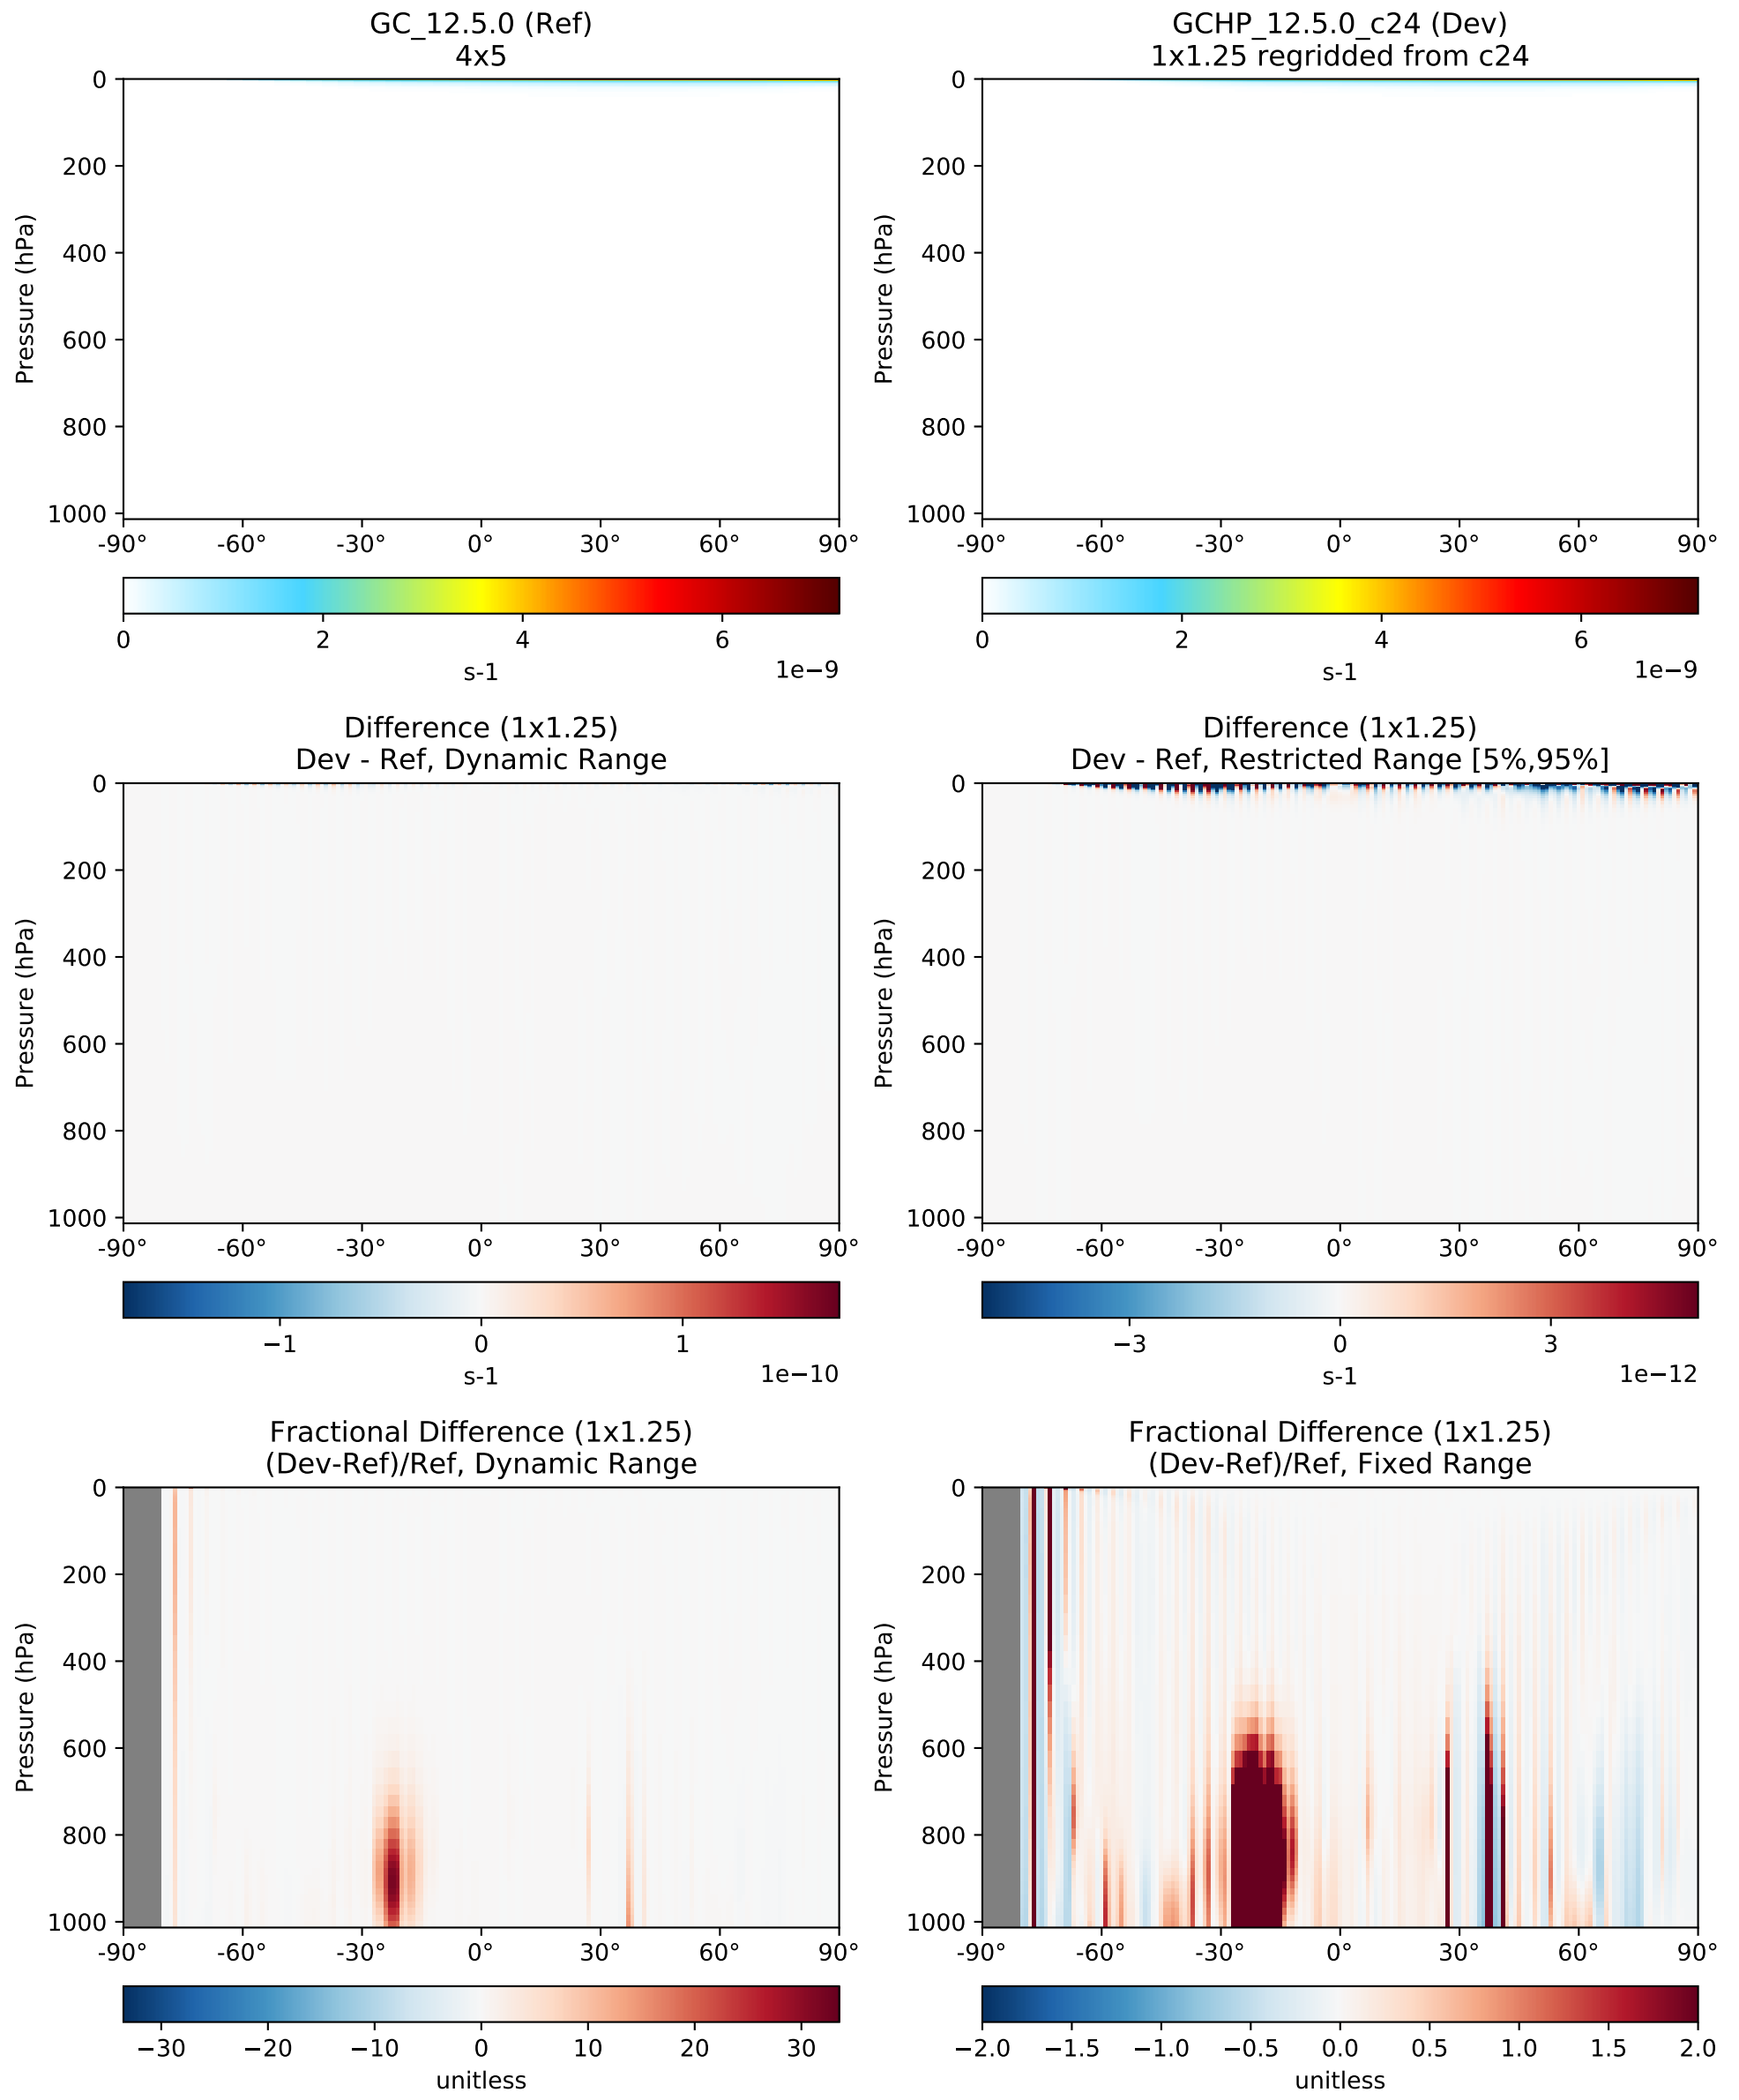 GC_12.5.0 (Ref)
4x5
0
200
400
600
800
1000
Pressure (hPa)
-90° -60° -30° 0° 30° 60° 90°
0 2 4 6
s-1 1e−9
GCHP_12.5.0_c24 (Dev)
1x1.25 regridded from c24
0
200
400
600
800
1000
Pressure (hPa)
-90° -60° -30° 0° 30° 60° 90°
0 2 4 6
s-1 1e−9
Difference (1x1.25)
Dev - Ref, Dynamic Range
0
200
400
600
800
1000
Pressure (hPa)
-90° -60° -30° 0° 30° 60° 90°
−1 0 1
s-1 1e−10
Difference (1x1.25)
Dev - Ref, Restricted Range [5%,95%]
0
200
400
600
800
1000
Pressure (hPa)
-90° -60° -30° 0° 30° 60° 90°
−3 0 3
s-1 1e−12
Fractional Difference (1x1.25)
(Dev-Ref)/Ref, Dynamic Range
0
200
400
600
800
1000
Pressure (hPa)
-90° -60° -30° 0° 30° 60° 90°
−30 −20 −10 0 10 20 30
unitless
Fractional Difference (1x1.25)
(Dev-Ref)/Ref, Fixed Range
0
200
400
600
800
1000
Pressure (hPa)
-90° -60° -30° 0° 30° 60° 90°
−2.0 −1.5 −1.0 −0.5 0.0 0.5 1.0 1.5 2.0
unitless